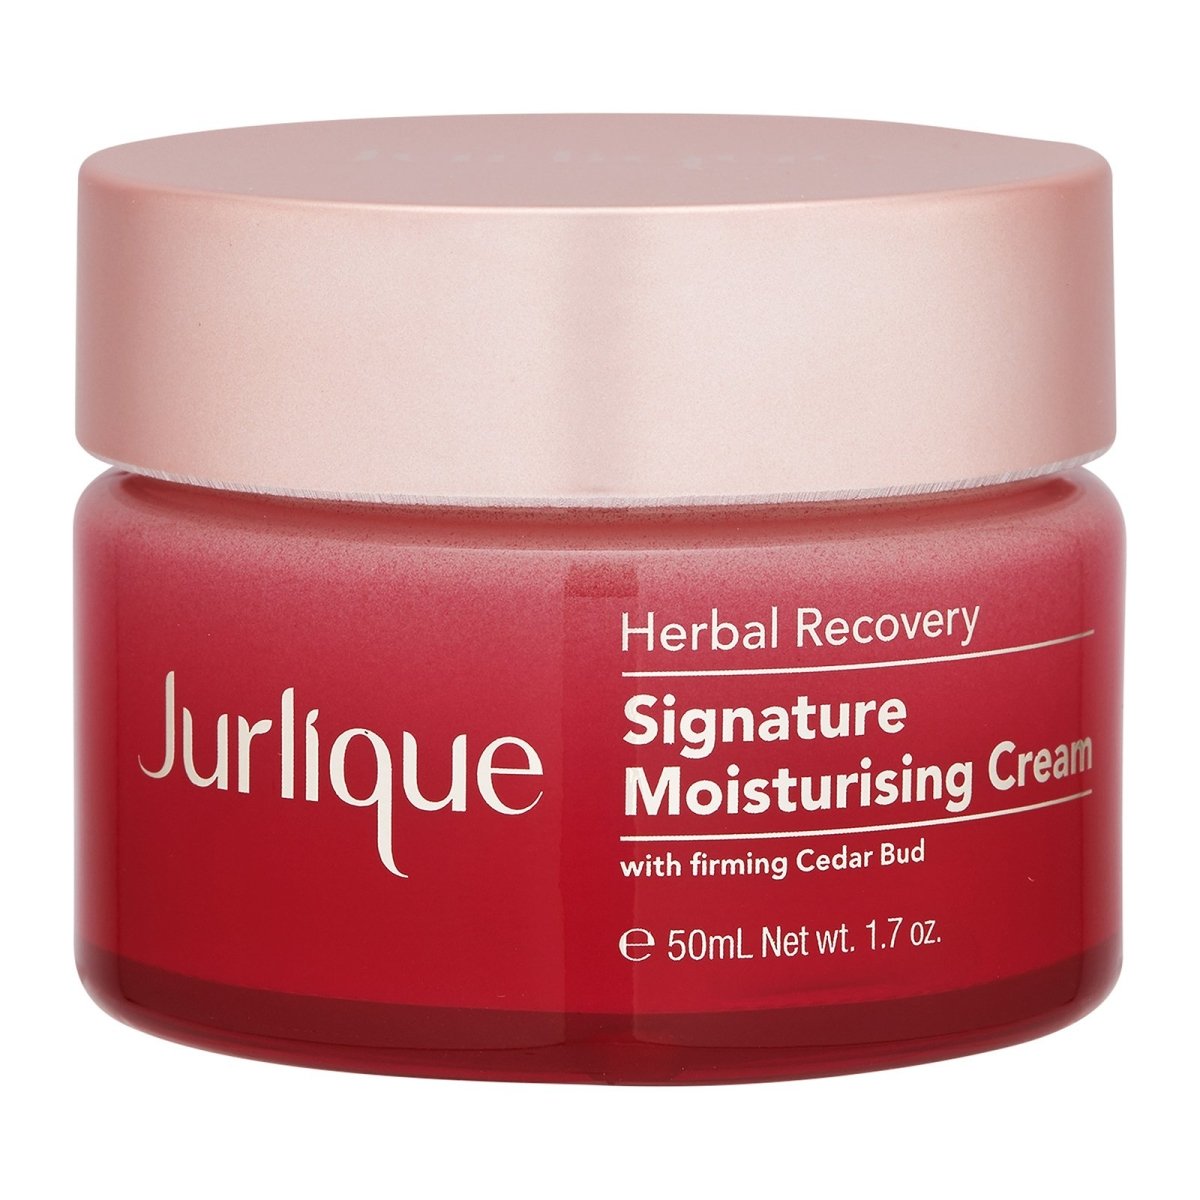 Jurlique
Herbal Recovery
Signature
Moisturising Cream
with firming Cedar Bud
℮ 50mL Net wt. 1.7 oz.